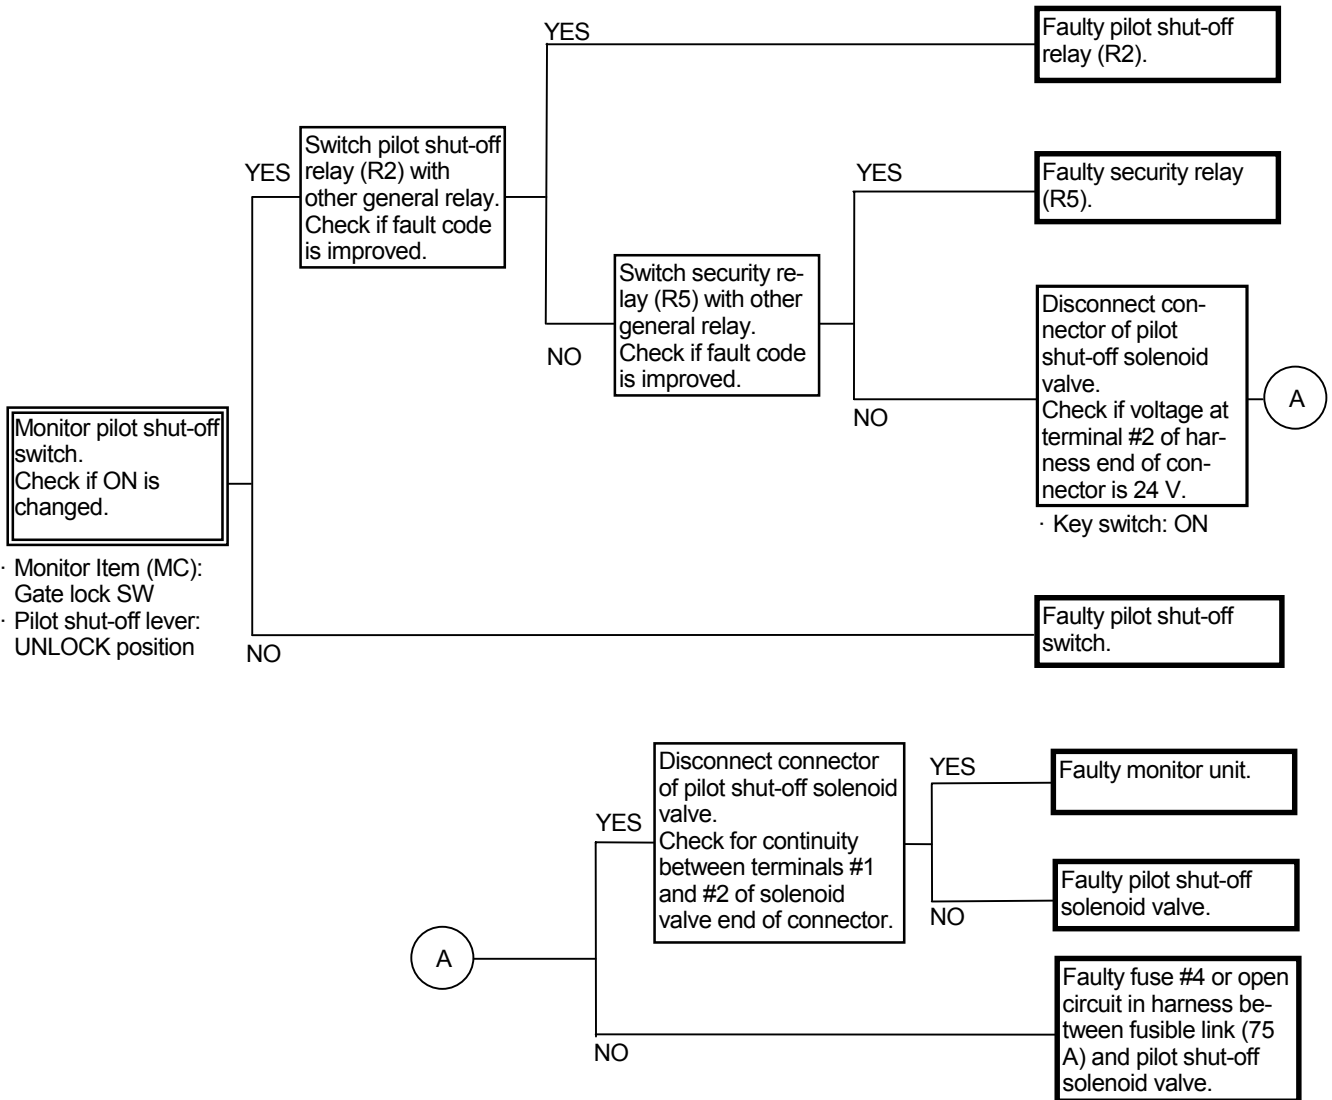 YES
Faulty pilot shut-off
relay (R2).
Switch pilot shut-off
relay (R2) with
other general relay.
Check if fault code
is improved.
YES
YES
Faulty security relay
(R5).
Switch security re-
lay (R5) with other
general relay.
Check if fault code
is improved.
NO
Disconnect con-
nector of pilot
shut-off solenoid
valve.
Check if voltage at
terminal #2 of har-
ness end of con-
nector is 24 V.
A
NO
· Key switch: ON
Monitor pilot shut-off
switch.
Check if ON is
changed.
· Monitor Item (MC):
Gate lock SW
· Pilot shut-off lever:
UNLOCK position
NO
Faulty pilot shut-off
switch.
Disconnect connector
of pilot shut-off solenoid
valve.
Check for continuity
between terminals #1
and #2 of solenoid
valve end of connector.
YES
YES
Faulty monitor unit.
NO
Faulty pilot shut-off
solenoid valve.
A
NO
Faulty fuse #4 or open
circuit in harness be-
tween fusible link (75
A) and pilot shut-off
solenoid valve.